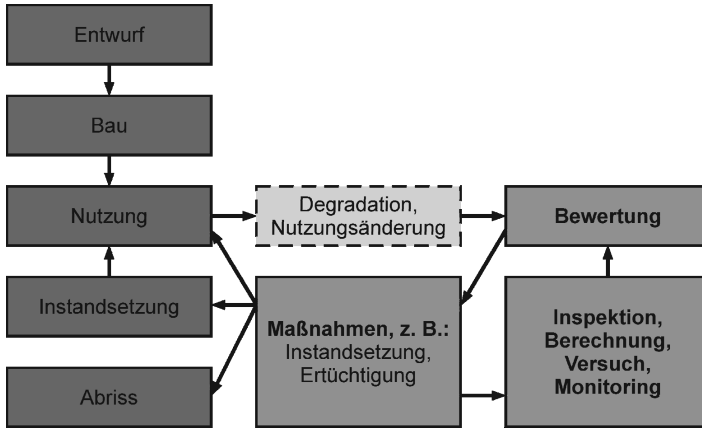 Entwurf
Bau
Nutzung
Degradation,
Nutzungsänderung
Bewertung
Instandsetzung
Maßnahmen, z. B.:
Instandsetzung,
Ertüchtigung
Inspektion,
Berechnung,
Versuch,
Monitoring
Abriss